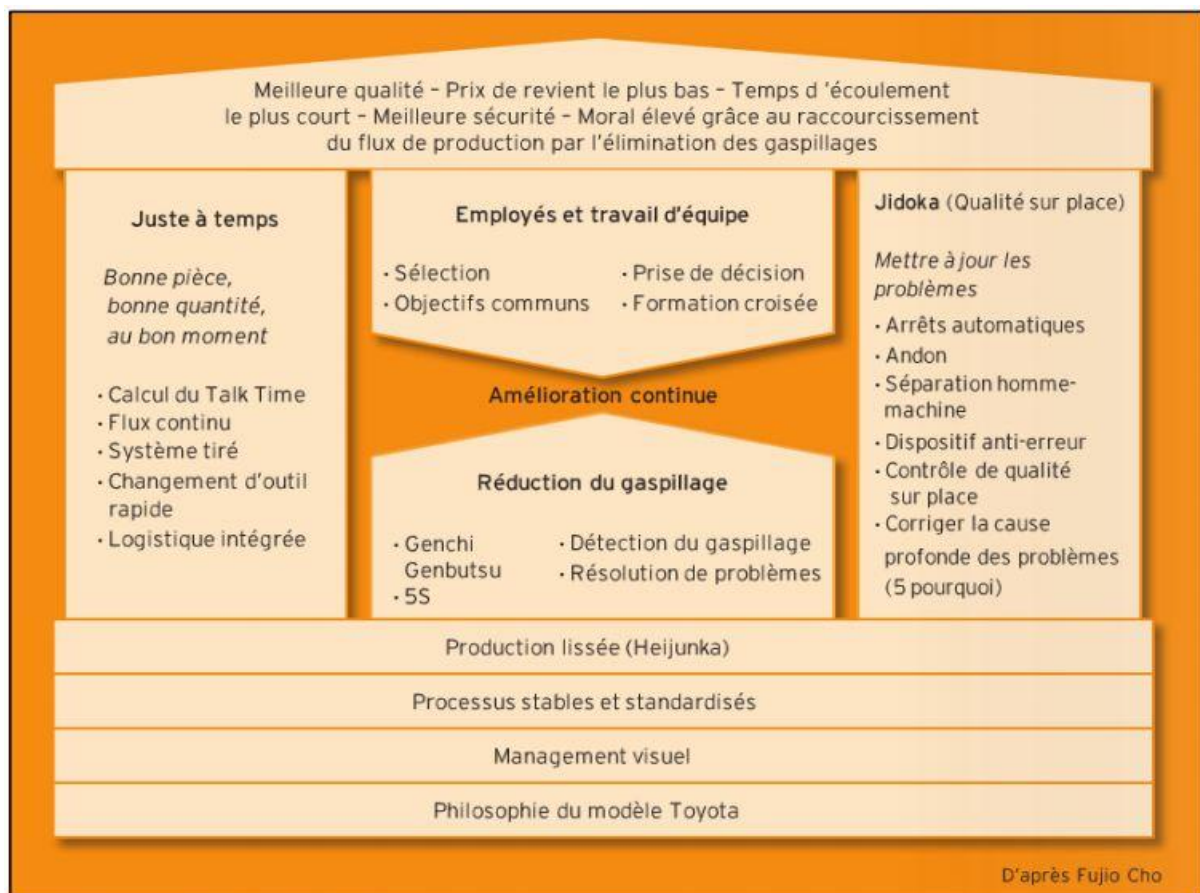 Meilleure qualité – Prix de revient le plus bas – Temps d 'écoulement
le plus court – Meilleure sécurité – Moral élevé grâce au raccourcissement
du flux de production par l'élimination des gaspillages
Juste à temps
Bonne pièce,
bonne quantité,
au bon moment
· Calcul du Talk Time
· Flux continu
· Système tiré
· Changement d'outil
rapide
· Logistique intégrée
Employés et travail d'équipe
· Sélection
· Objectifs communs
· Prise de décision
· Formation croisée
Amélioration continue
Réduction du gaspillage
· Genchi
Genbutsu
· 5S
· Détection du gaspillage
· Résolution de problèmes
Jidoka (Qualité sur place)
Mettre à jour les
problèmes
· Arrêts automatiques
· Andon
· Séparation homme-
machine
· Dispositif anti-erreur
· Contrôle de qualité
sur place
· Corriger la cause
profonde des problèmes
(5 pourquoi)
Production lissée (Heijunka)
Processus stables et standardisés
Management visuel
Philosophie du modèle Toyota
D'après Fujio Cho